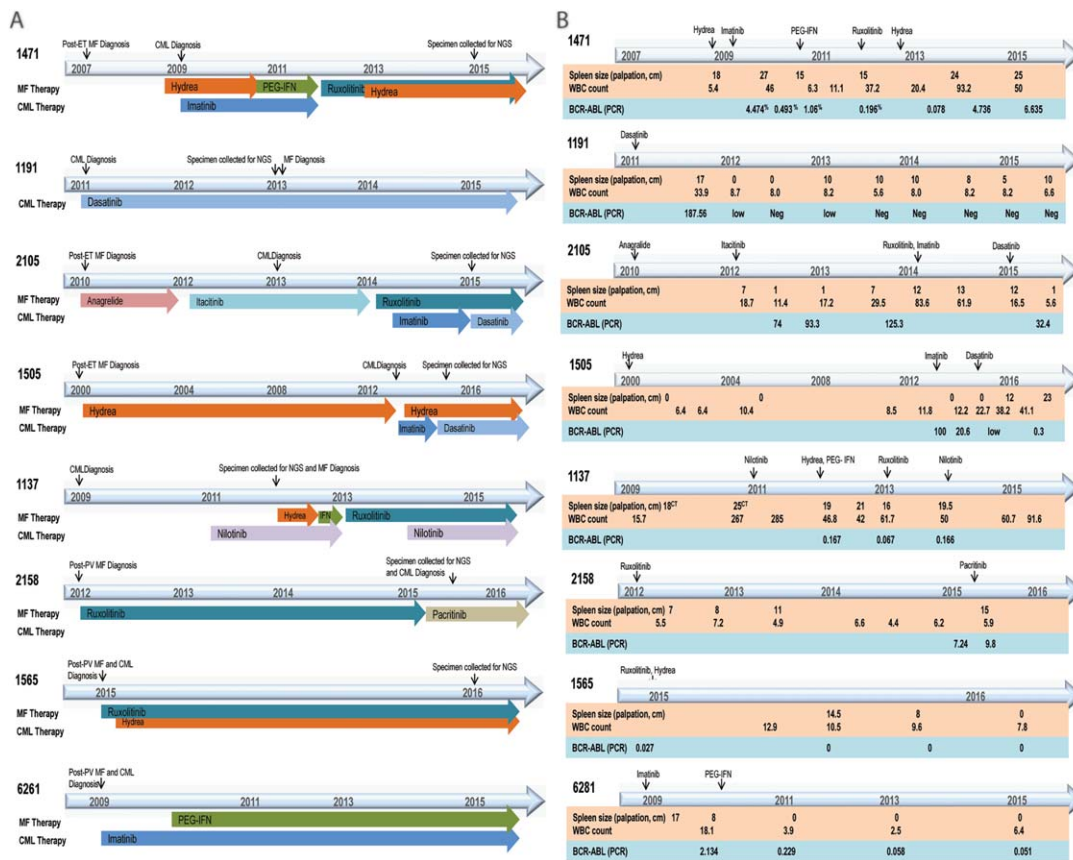 A
1471
Post-ET MF Diagnosis CML Diagnosis Specimen collected for NGS
2007 2009 2011 2013 2015
MF Therapy Hydrea PEG-IFN Ruxolitinib Hydrea
CML Therapy Imatinib
1191
CML Diagnosis Specimen collected for NGS MF Diagnosis
2011 2012 2013 2014 2015
CML Therapy Dasatinib
2105
Post-ET MF Diagnosis CMLDiagnosis Specimen collected for NGS
2010 2012 2013 2014 2015
MF Therapy Anagrelide Itacitinib Ruxolitinib
CML Therapy Imatinib Dasatinib
1505
Post-ET MF Diagnosis CMLDiagnosis Specimen collected for NGS
2000 2004 2008 2012 2016
MF Therapy Hydrea Hydrea
CML Therapy Imatinib Dasatinib
1137
CMLDiagnosis Specimen collected for NGS and MF Diagnosis
2009 2011 2013 2015
MF Therapy Hydrea IFN Ruxolitinib
CML Therapy Nilotinib Nilotinib
2158
Post-PV MF Diagnosis Specimen collected for NGS
and CML Diagnosis
2012 2013 2014 2015 2016
MF Therapy Ruxolitinib Pacritinib
CML Therapy
1565
Post-PV MF and CML
Diagnosis Specimen collected for NGS
2015 2016
MF Therapy Ruxolitinib
CML Therapy Hydrea
6261
Post-PV MF and CML
Diagnosis
2009 2011 2013 2015
MF Therapy PEG-IFN
CML Therapy Imatinib
B
1471
Hydrea Imatinib PEG-IFN Ruxolitinib Hydrea
2007 2009 2011 2013 2015
Spleen size (palpation, cm) 18 27 15 15 24 25
WBC count 5.4 46 6.3 11.1 37.2 20.4 93.2 50
BCR-ABL (PCR) 4.474% 0.493% 1.06% 0.196% 0.078 4.736 6.635
1191
Dasatinib
2011 2012 2013 2014 2015
Spleen size (palpation, cm) 17 0 0 10 10 10 8 5 10
WBC count 33.9 8.7 8.0 8.2 5.6 8.0 8.2 8.2 6.6
BCR-ABL (PCR) 187.56 low Neg low Neg Neg Neg Neg Neg
2105
Anagralide Itacitinib Ruxolitinib, Imatinib Dasatinib
2010 2012 2013 2014 2015
Spleen size (palpation, cm) 7 1 1 7 12 13 12 1
WBC count 18.7 11.4 17.2 29.5 83.6 61.9 16.5 5.6
BCR-ABL (PCR) 74 93.3 125.3 32.4
1505
Hydrea Imatinib Dasatinib
2000 2004 2008 2012 2016
Spleen size (palpation, cm) 0 0 0 0 12 23
WBC count 6.4 6.4 10.4 8.5 11.8 12.2 22.7 38.2 41.1
BCR-ABL (PCR) 100 20.6 low 0.3
1137
Nilotinib Hydrea, PEG- IFN Ruxolitinib Nilotinib
2009 2011 2013 2015
Spleen size (palpation, cm) 18CT 25CT 19 21 16 19.5
WBC count 15.7 267 285 46.8 42 61.7 50 60.7 91.6
BCR-ABL (PCR) 0.167 0.067 0.166
2158
Ruxolitinib Pacritinib
2012 2013 2014 2015 2016
Spleen size (palpation, cm) 7 8 11 15
WBC count 5.5 7.2 4.9 6.6 4.4 6.2 5.9
BCR-ABL (PCR) 7.24 9.8
1565
Ruxolitinib, Hydrea
2015 2016
Spleen size (palpation, cm) 14.5 8 0
WBC count 12.9 10.5 9.6 7.8
BCR-ABL (PCR) 0.027 0 0 0
6281
Imatinib PEG-IFN
2009 2011 2013 2015
Spleen size (palpation, cm) 17 8 0 0 0
WBC count 18.1 3.9 2.5 6.4
BCR-ABL (PCR) 2.134 0.229 0.058 0.051